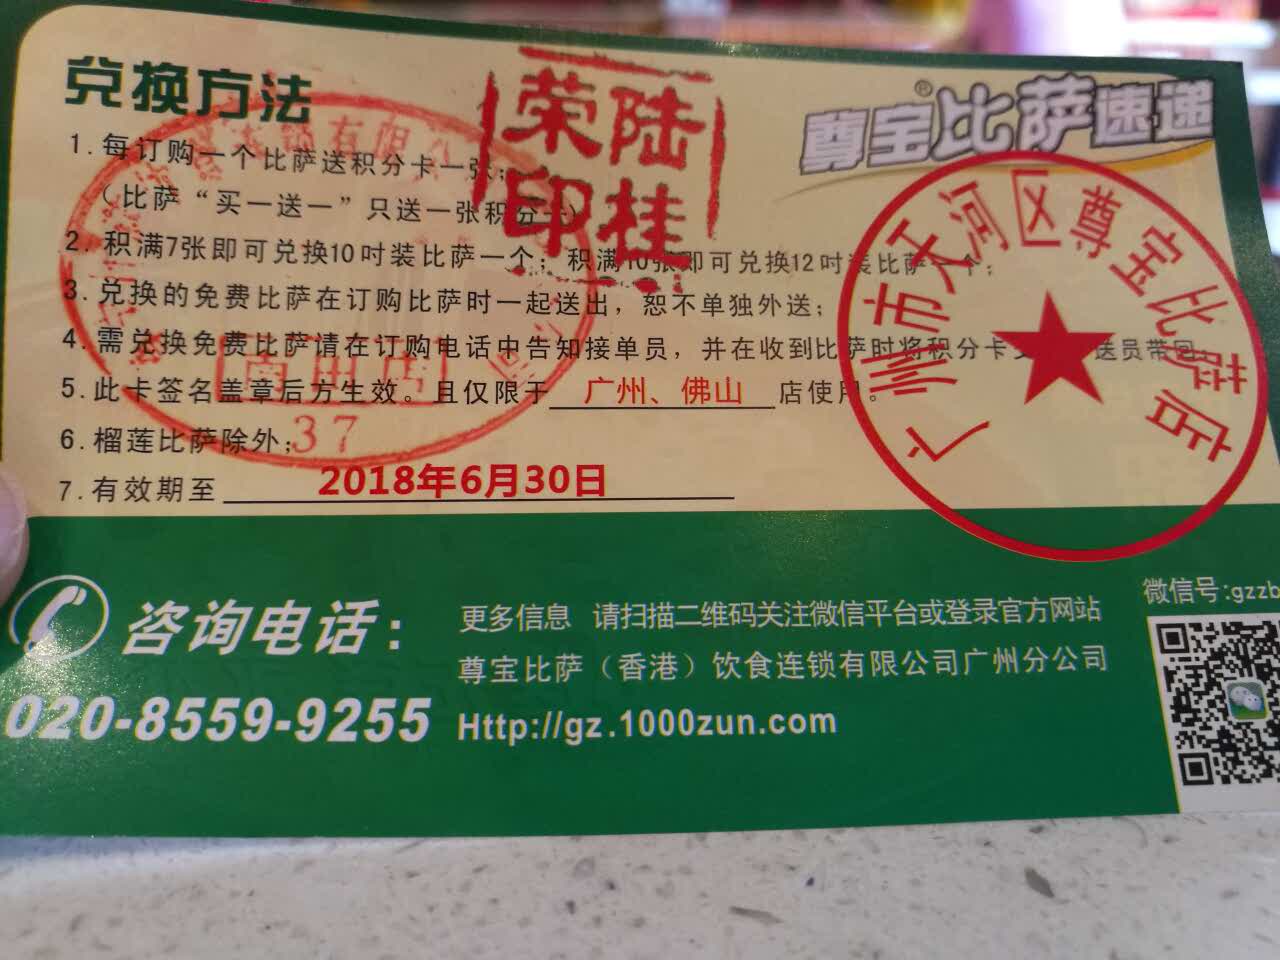 兑换方法
尊宝®比萨速递
1.每订购一个比萨送积分卡一张；
（比萨“买一送一”只送一张积分卡）
2.积满7张即可兑换10吋装比萨一个；积满10张即可兑换12吋装比萨一个；
3.兑换的免费比萨在订购比萨时一起送出，恕不单独外送；
4.需兑换免费比萨请在订购电话中告知接单员，并在收到比萨时将积分卡交 送员带回
5.此卡签名盖章后方生效。且仅限于 广州、佛山 店使用。
6.榴莲比萨除外；
7.有效期至 2018年6月30日
荣陆
印桂
广州市天河区尊宝比萨店
锁有限公
37
咨询电话：
020-8559-9255
更多信息 请扫描二维码关注微信平台或登录官方网站
尊宝比萨（香港）饮食连锁有限公司广州分公司
Http://gz.1000zun.com
微信号:gzzb